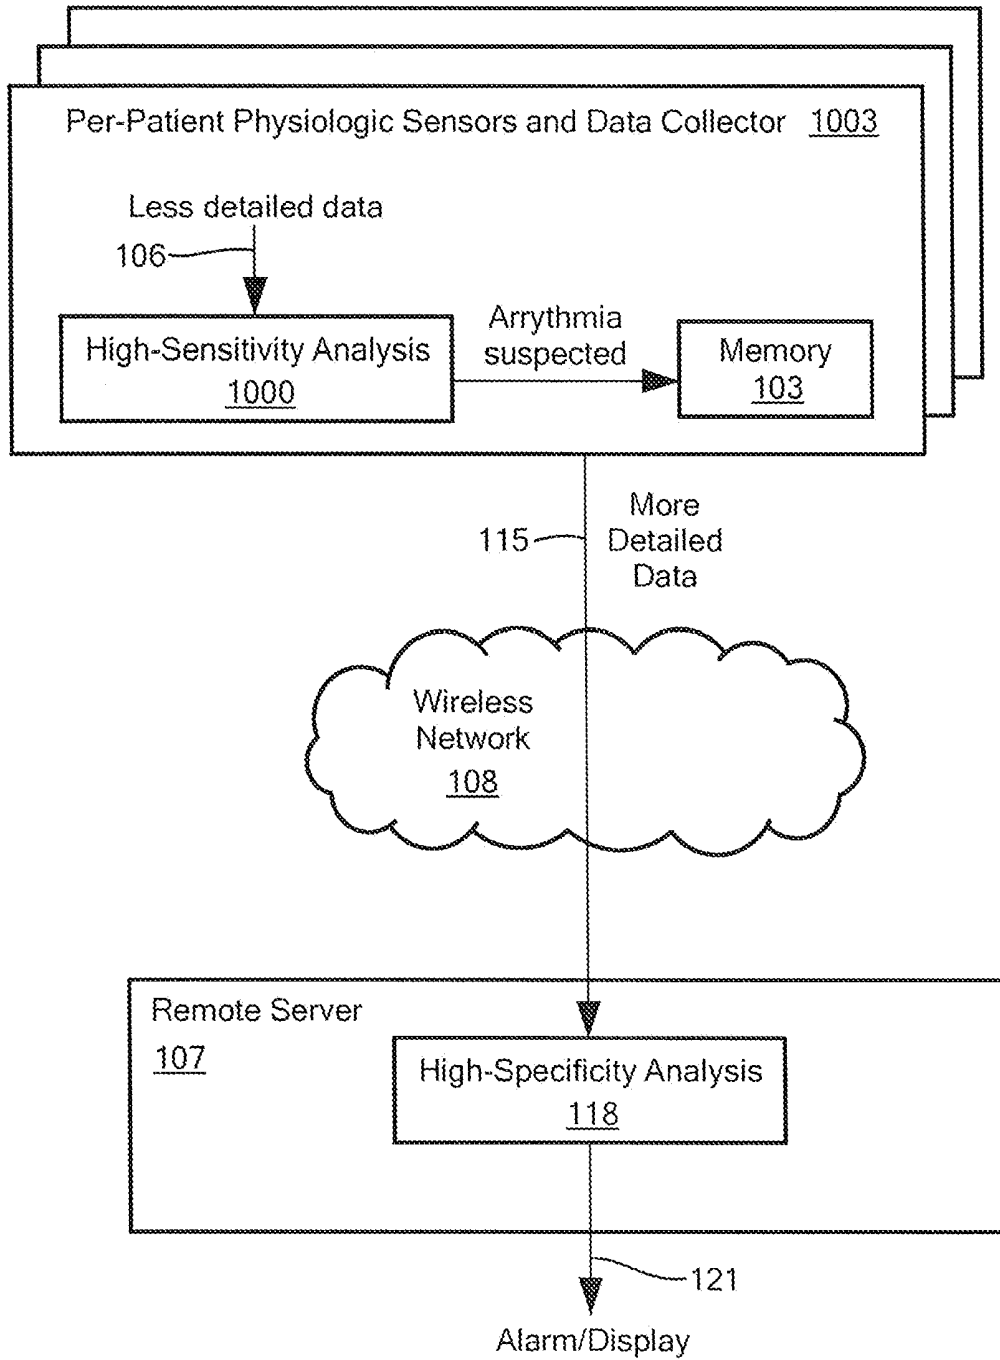 Per-Patient Physiologic Sensors and Data Collector 1003
Less detailed data
106
High-Sensitivity Analysis
1000
Arrythmia
suspected
Memory
103
115
More
Detailed
Data
Wireless
Network
108
Remote Server
107
High-Specificity Analysis
118
121
Alarm/Display